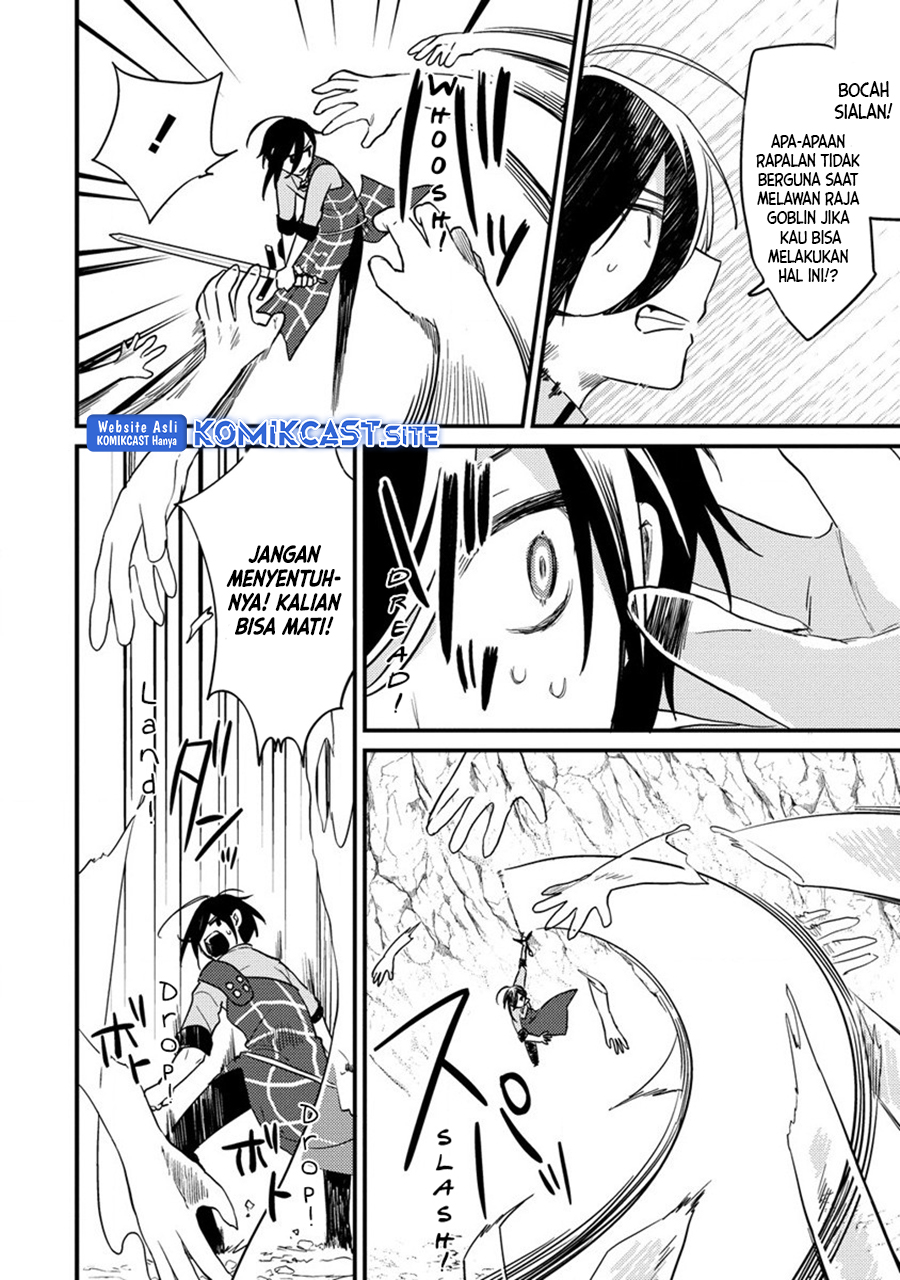 BOCAH
SIALAN!
APA-APAAN
RAPALAN TIDAK
BERGUNA SAAT
MELAWAN RAJA
GOBLIN JIKA
KAU BISA
MELAKUKAN
HAL INI!?
WHOOSH!
!
Website Asli
KOMIKCAST Hanya
KOMIKCAST.SITE
DREAD!
JANGAN
MENYENTUH-
NYA! KALIAN
BISA MATI!
Land!
ダンッ
スパ
SLASH!
Drop!
ボト
Drop!
ボト